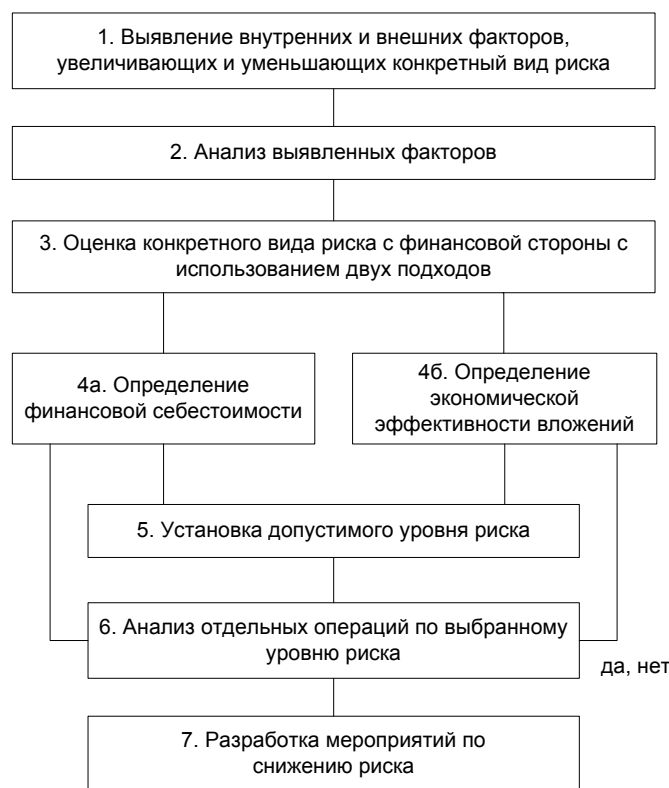 1. Выявление внутренних и внешних факторов,
увеличивающих и уменьшающих конкретный вид риска
2. Анализ выявленных факторов
3. Оценка конкретного вида риска с финансовой стороны с
использованием двух подходов
4а. Определение
финансовой себестоимости
4б. Определение
экономической
эффективности вложений
5. Установка допустимого уровня риска
6. Анализ отдельных операций по выбранному
уровню риска
да, нет
7. Разработка мероприятий по
снижению риска